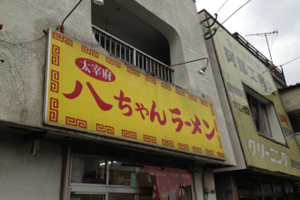 太宰府
八ちゃんラーメン
クリーニング